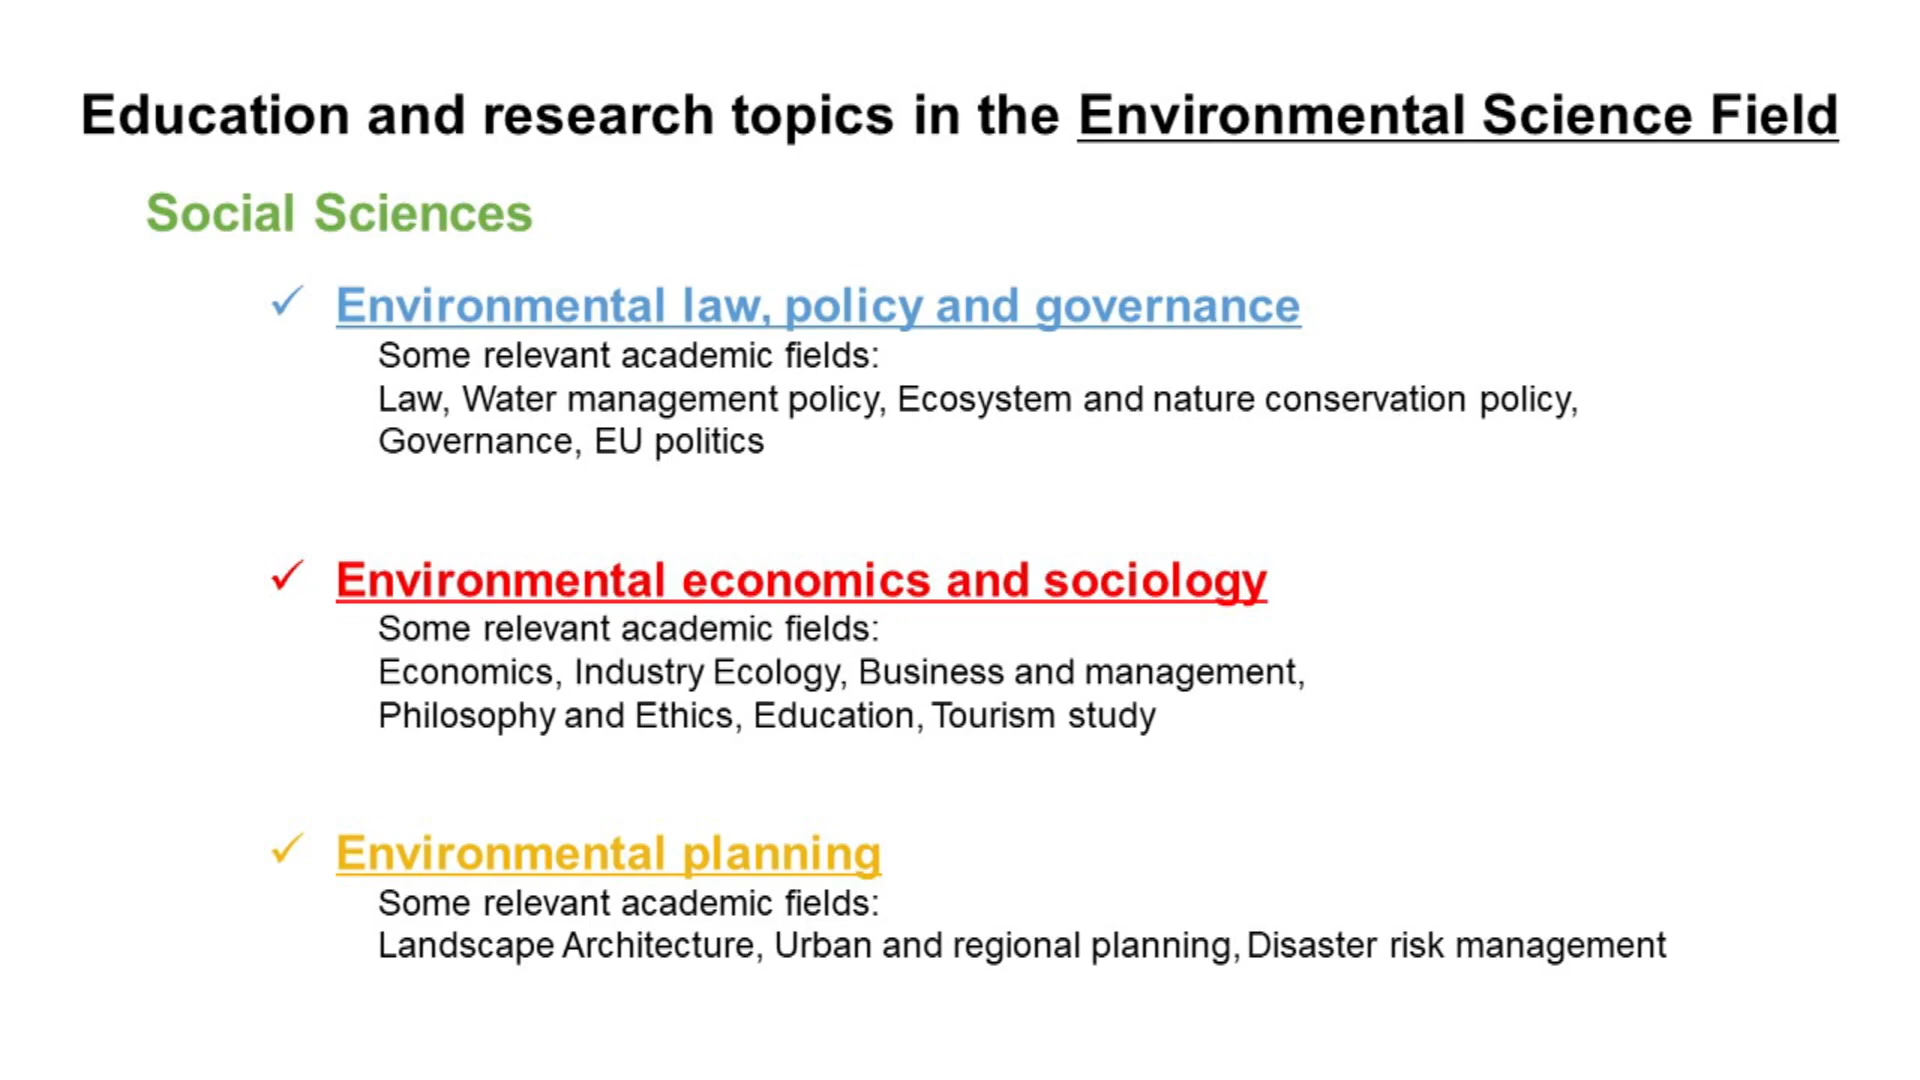 Education and research topics in the Environmental Science Field
Social Sciences
✓ Environmental law, policy and governance
Some relevant academic fields:
Law, Water management policy, Ecosystem and nature conservation policy,
Governance, EU politics
✓ Environmental economics and sociology
Some relevant academic fields:
Economics, Industry Ecology, Business and management,
Philosophy and Ethics, Education, Tourism study
✓ Environmental planning
Some relevant academic fields:
Landscape Architecture, Urban and regional planning, Disaster risk management